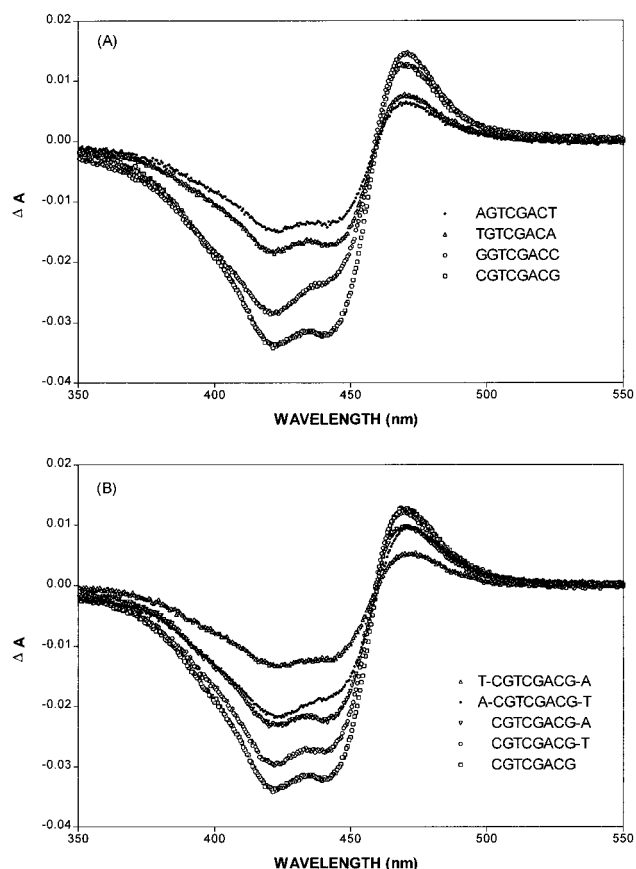 0.02
(A)
0.01
0.00
-0.01
-0.02
-0.03
-0.04
Δ A
AGTCGACT
TGTCGACA
GGTCGACC
CGTCGACG
350 400 450 500 550
WAVELENGTH (nm)
0.02
(B)
0.01
0.00
-0.01
-0.02
-0.03
-0.04
Δ A
T-CGTCGACG-A
A-CGTCGACG-T
CGTCGACG-A
CGTCGACG-T
CGTCGACG
350 400 450 500 550
WAVELENGTH (nm)